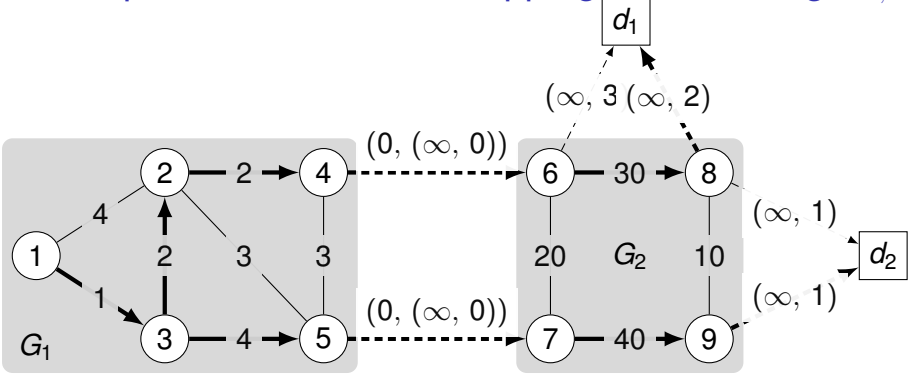 d₁
(∞, 3 (∞, 2)
(0, (∞, 0))
2 2 4 6 30 8
4 (∞, 1)
1 2 3 3 20 G₂ 10 d₂
1 (0, (∞, 0)) (∞, 1)
G₁ 3 4 5 7 40 9